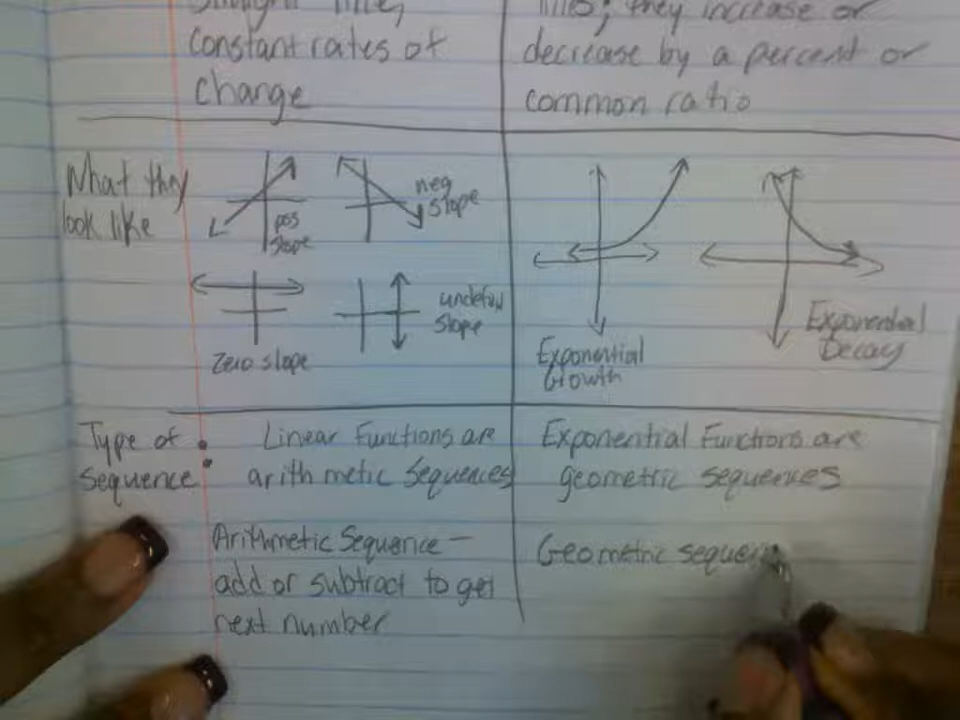 Straight lines,
constant rates of
change
lines; they increase or
decrease by a percent or
common ratio
What they
look like
pos
slope
neg
slope
Zero slope
slope
Exponential
Growth
Exponential
Decay
Type of
sequence:
Linear Functions are
arithmetic sequences
Arithmetic Sequence —
add or subtract to get
next number
Exponential Functions are
geometric sequences
Geometric